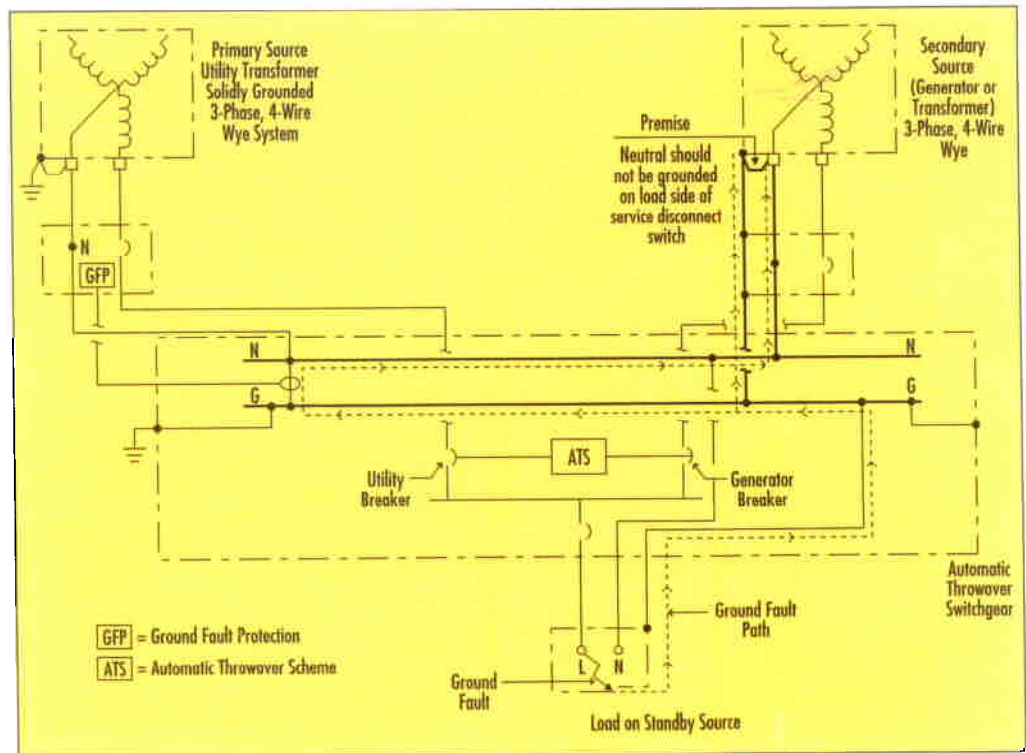 Primary Source
Utility Transformer
Solidly Grounded
3-Phase, 4-Wire
Wye System
Secondary
Source
(Generator or
Transformer)
3-Phase, 4-Wire
Wye
Premise
Neutral should
not be grounded
on load side of
service disconnect
switch
N
GFP
N
N
G
G
ATS
Utility
Breaker
Generator
Breaker
Automatic
Throwover
Switchgear
Ground Fault
Path
GFP = Ground Fault Protection
ATS = Automatic Throwover Scheme
L
N
Ground
Fault
Load on Standby Source